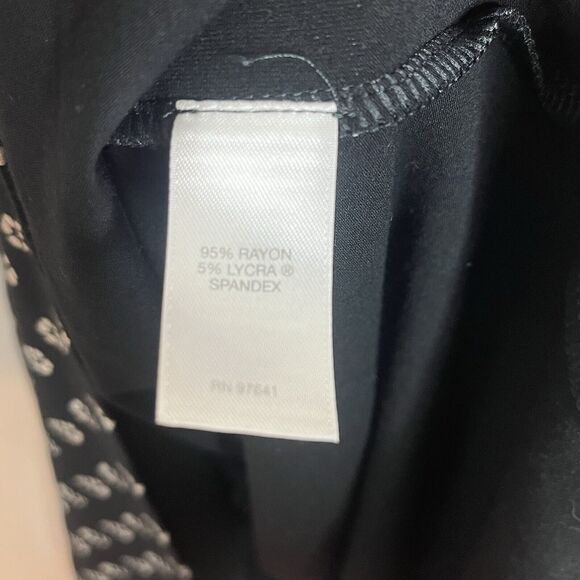 95% RAYON
5% LYCRA ®
SPANDEX
RN 97641